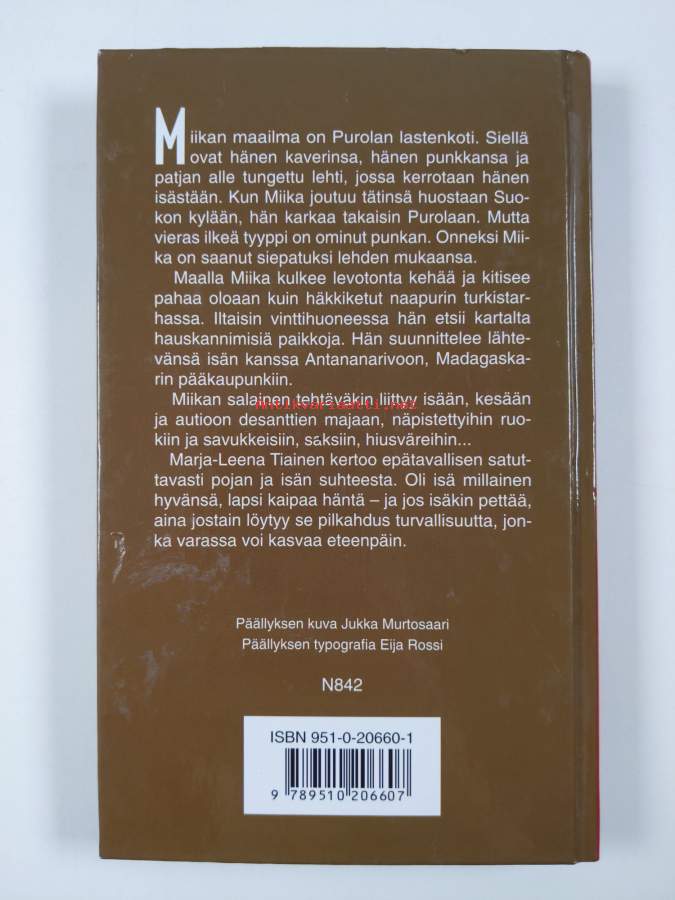 Miikan maailma on Purolan lastenkoti. Siellä
ovat hänen kaverinsa, hänen punkkansa ja
patjan alle tungettu lehti, jossa kerrotaan hänen
isästään. Kun Miika joutuu tätinsä huostaan Suo-
kon kylään, hän karkaa takaisin Purolaan. Mutta
vieras ilkeä tyyppi on ominut punkan. Onneksi Mii-
ka on saanut siepatuksi lehden mukaansa.
Maalla Miika kulkee levotonta kehää ja kitisee
pahaa oloaan kuin häkkiketut naapurin turkistar-
hassa. Iltaisin vinttihuoneessa hän etsii kartalta
hauskannimisiä paikkoja. Hän suunnittelee lähte-
vänsä isän kanssa Antananarivoon, Madagaska-
rin pääkaupunkiin.
Miikan salainen tehtäväkin liittyy isään, kesään
Antikvariaatti.net
ja autioon desanttien majaan, näpistettyihin ruo-
kiin ja savukkeisiin, saksiin, hiusväreihin...
Marja-Leena Tiainen kertoo epätavallisen satut-
tavasti pojan ja isän suhteesta. Oli isä millainen
hyvänsä, lapsi kaipaa häntä – ja jos isäkin pettää,
aina jostain löytyy se pilkahdus turvallisuutta, jon-
ka varassa voi kasvaa eteenpäin.
Päällyksen kuva Jukka Murtosaari
Päällyksen typografia Eija Rossi
N842
ISBN 951-0-20660-1
9 789510 206607